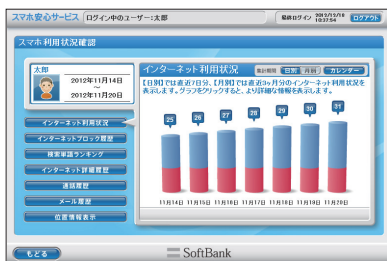 スマホ安心サービス ログイン中のユーザー:太郎
最終ログイン
10:37:54
ログアウト
スマホ利用状況確認
太郎
2012年11月14日
～
2012年11月20日
インターネット利用状況
集計期間 日別 月別 カレンダー
【日別】では直近7日分、【月別】では直近3ヶ月分のインターネット利用状況を
表示します。グラフをクリックすると、より詳細な情報を表示します。
インターネット利用状況
インターネットブロック履歴
検索単語ランキング
インターネット詳細履歴
通話履歴
メール履歴
位置情報表示
25 26 27 28 29 30 31
11月14日 11月15日 11月16日 11月17日 11月18日 11月19日 11月20日
もどる
SoftBank